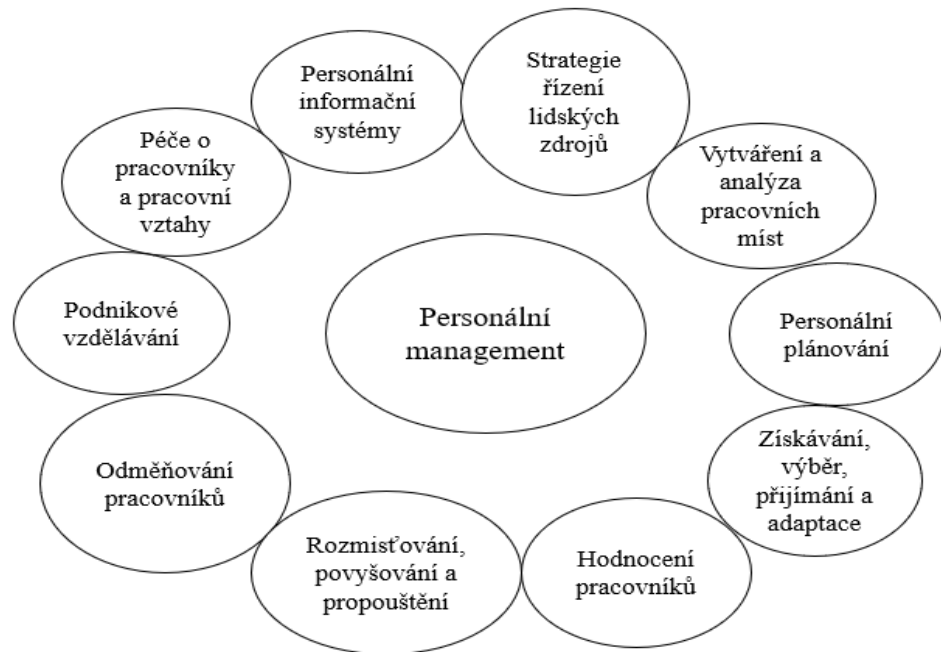 Strategie
řízení
lidských
zdrojů
Vytváření a
analýza
pracovních
míst
Personální
plánování
Získávání,
výběr,
přijímání a
adaptace
Hodnocení
pracovníků
Rozmisťování,
povyšování a
propouštění
Odměňování
pracovníků
Podnikové
vzdělávání
Péče o
pracovníky
a pracovní
vztahy
Personální
informační
systémy
Personální
management